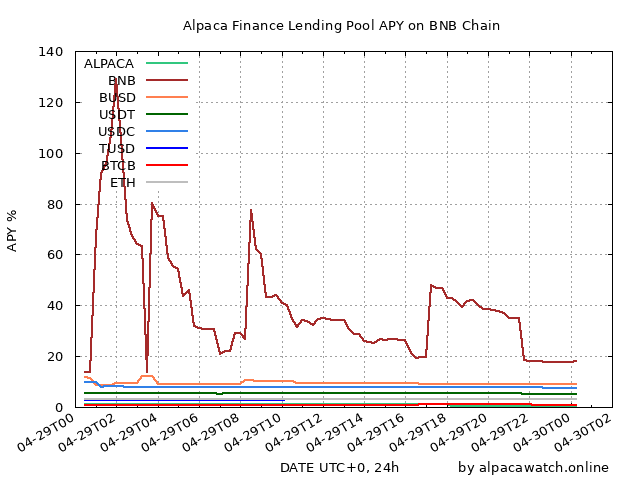 Alpaca Finance Lending Pool APY on BNB Chain
140
120
100
80
60
40
20
0
APY %
ALPACA
BNB
BUSD
USDT
USDC
TUSD
BTCB
ETH
04-29T00
04-29T02
04-29T04
04-29T06
04-29T08
04-29T10
04-29T12
04-29T14
04-29T16
04-29T18
04-29T20
04-29T22
04-30T00
04-30T02
DATE UTC+0, 24h
by alpacawatch.online